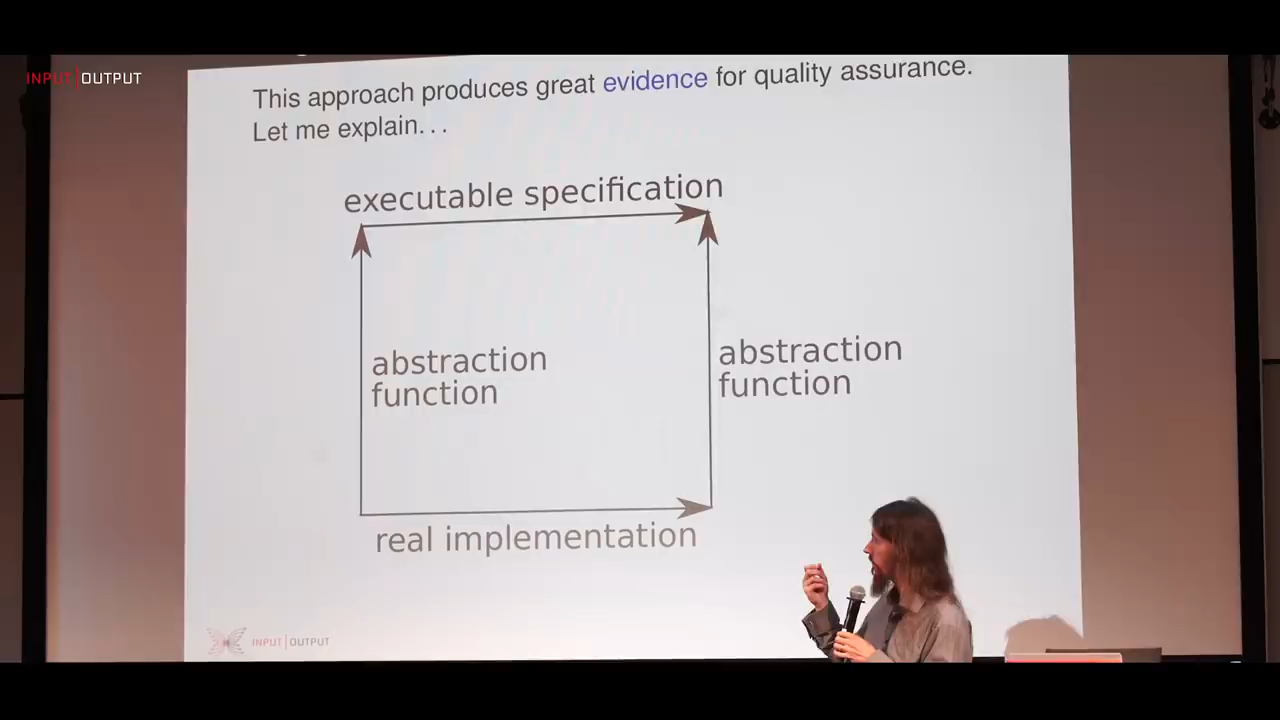 INPUT|OUTPUT
This approach produces great evidence for quality assurance.
Let me explain...
executable specification
abstraction
function
abstraction
function
real implementation
INPUT|OUTPUT